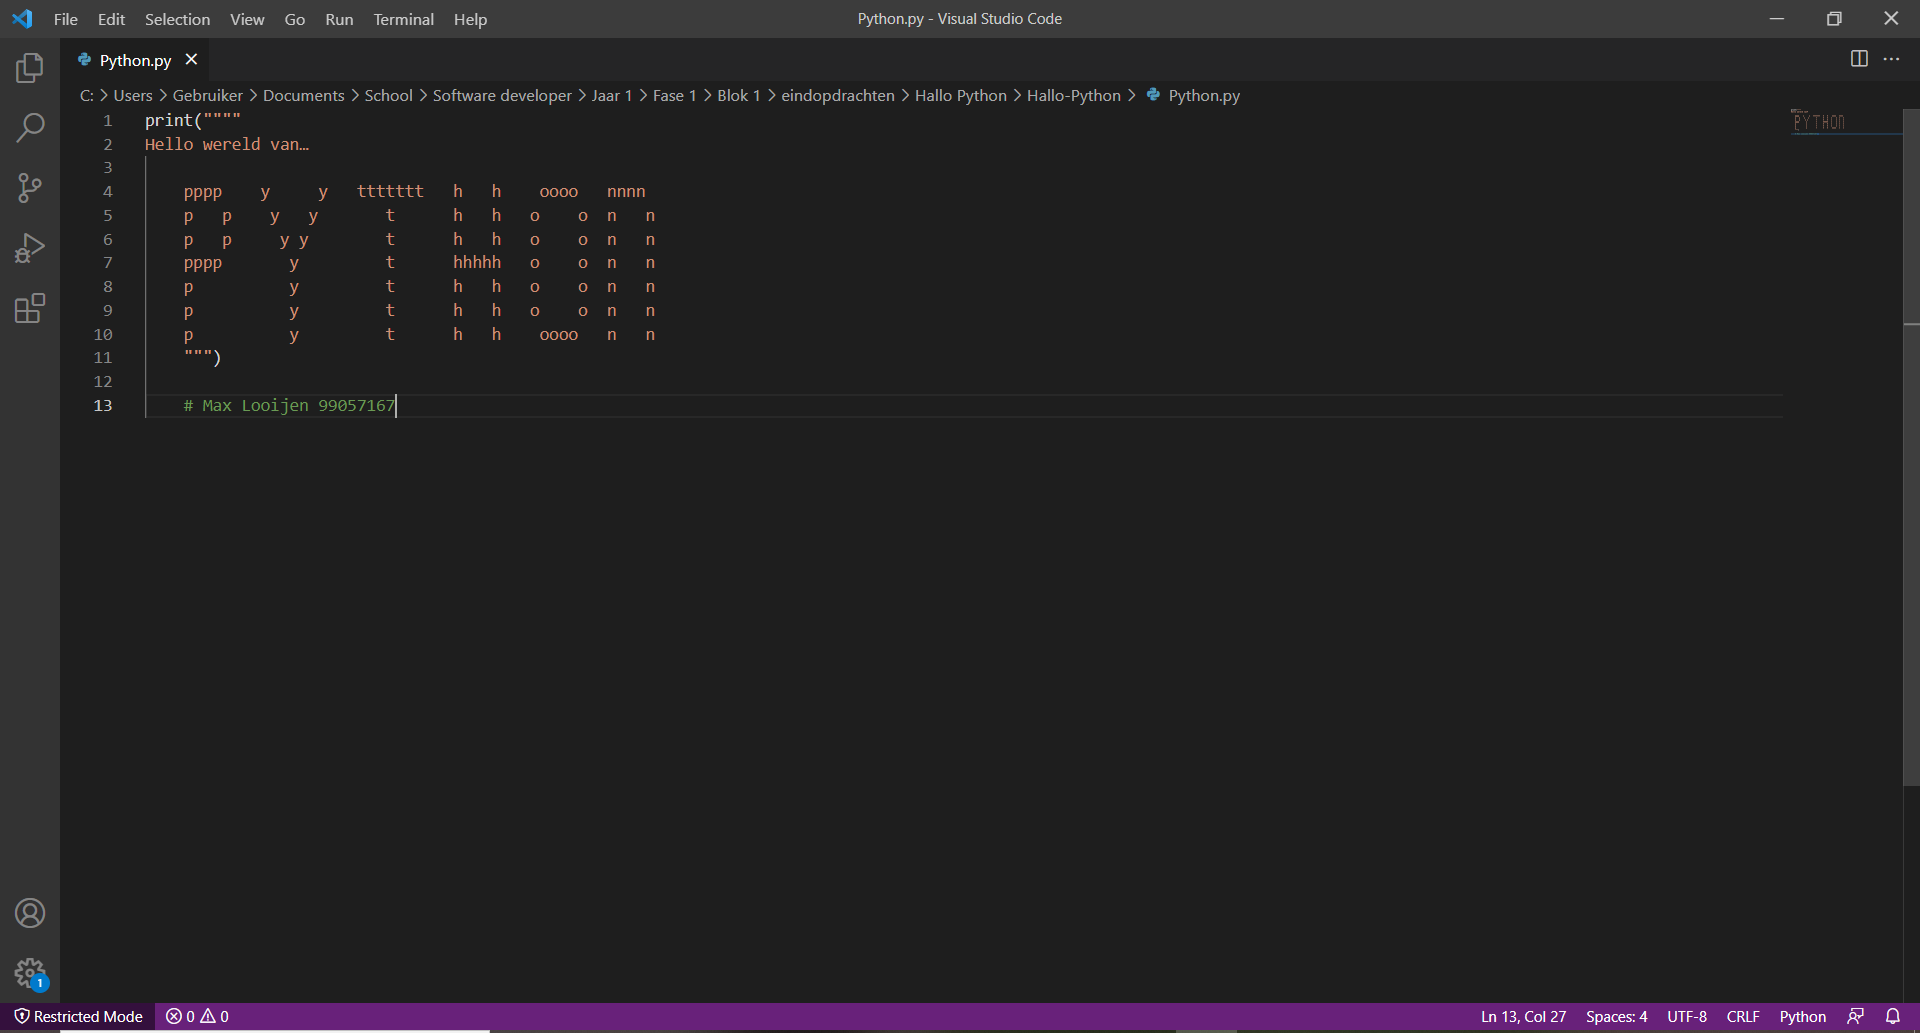 File Edit Selection View Go Run Terminal Help Python.py - Visual Studio Code
Python.py
C: > Users > Gebruiker > Documents > School > Software developer > Jaar 1 > Fase 1 > Blok 1 > eindopdrachten > Hallo Python > Hallo-Python > Python.py
1 print(""""
2 Hello wereld van…
3
4     pppp    y     y   ttttttt   h   h    oooo   nnnn
5     p   p    y   y       t      h   h   o    o  n   n
6     p   p     y y        t      h   h   o    o  n   n
7     pppp       y         t      hhhhh   o    o  n   n
8     p          y         t      h   h   o    o  n   n
9     p          y         t      h   h   o    o  n   n
10     p          y         t      h   h    oooo   n   n
11     """)
12
13     # Max Looijen 99057167
PYTHON
1
Restricted Mode 0 0 Ln 13, Col 27 Spaces: 4 UTF-8 CRLF Python